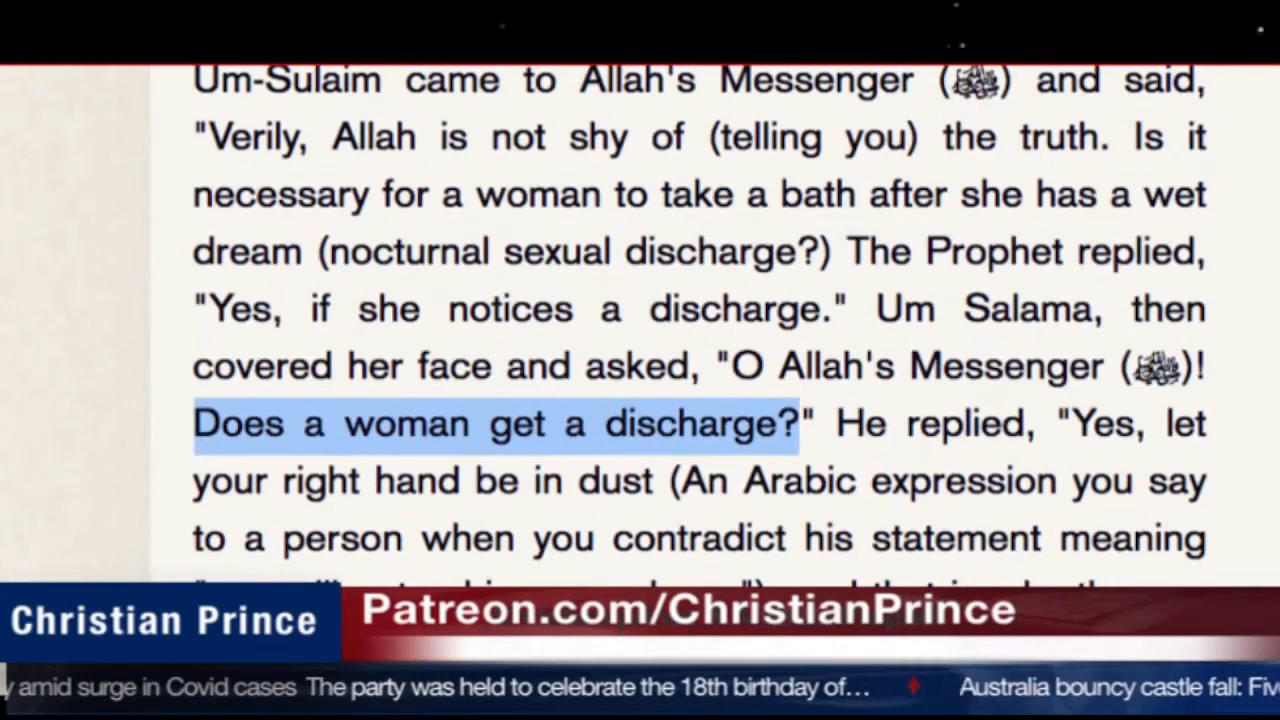 Um-Sulaim came to Allah's Messenger (ﷺ) and said,
"Verily, Allah is not shy of (telling you) the truth. Is it
necessary for a woman to take a bath after she has a wet
dream (nocturnal sexual discharge?) The Prophet replied,
"Yes, if she notices a discharge." Um Salama, then
covered her face and asked, "O Allah's Messenger (ﷺ)!
Does a woman get a discharge?" He replied, "Yes, let
your right hand be in dust (An Arabic expression you say
to a person when you contradict his statement meaning
Christian Prince
Patreon.com/ChristianPrince
y amid surge in Covid cases The party was held to celebrate the 18th birthday of... Australia bouncy castle fall: Fiv